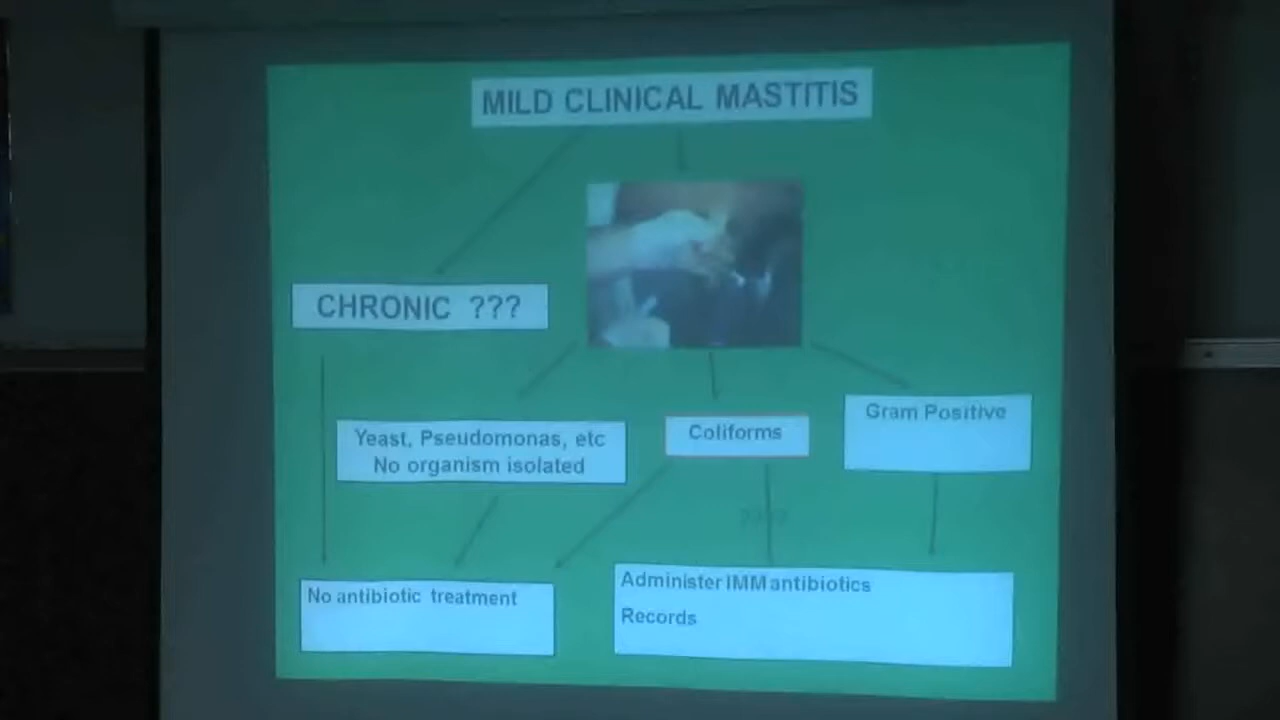 MILD CLINICAL MASTITIS
CHRONIC ???
Yeast, Pseudomonas, etc
No organism isolated
Coliforms
Gram Positive
No antibiotic treatment
Administer IMM antibiotics
Records